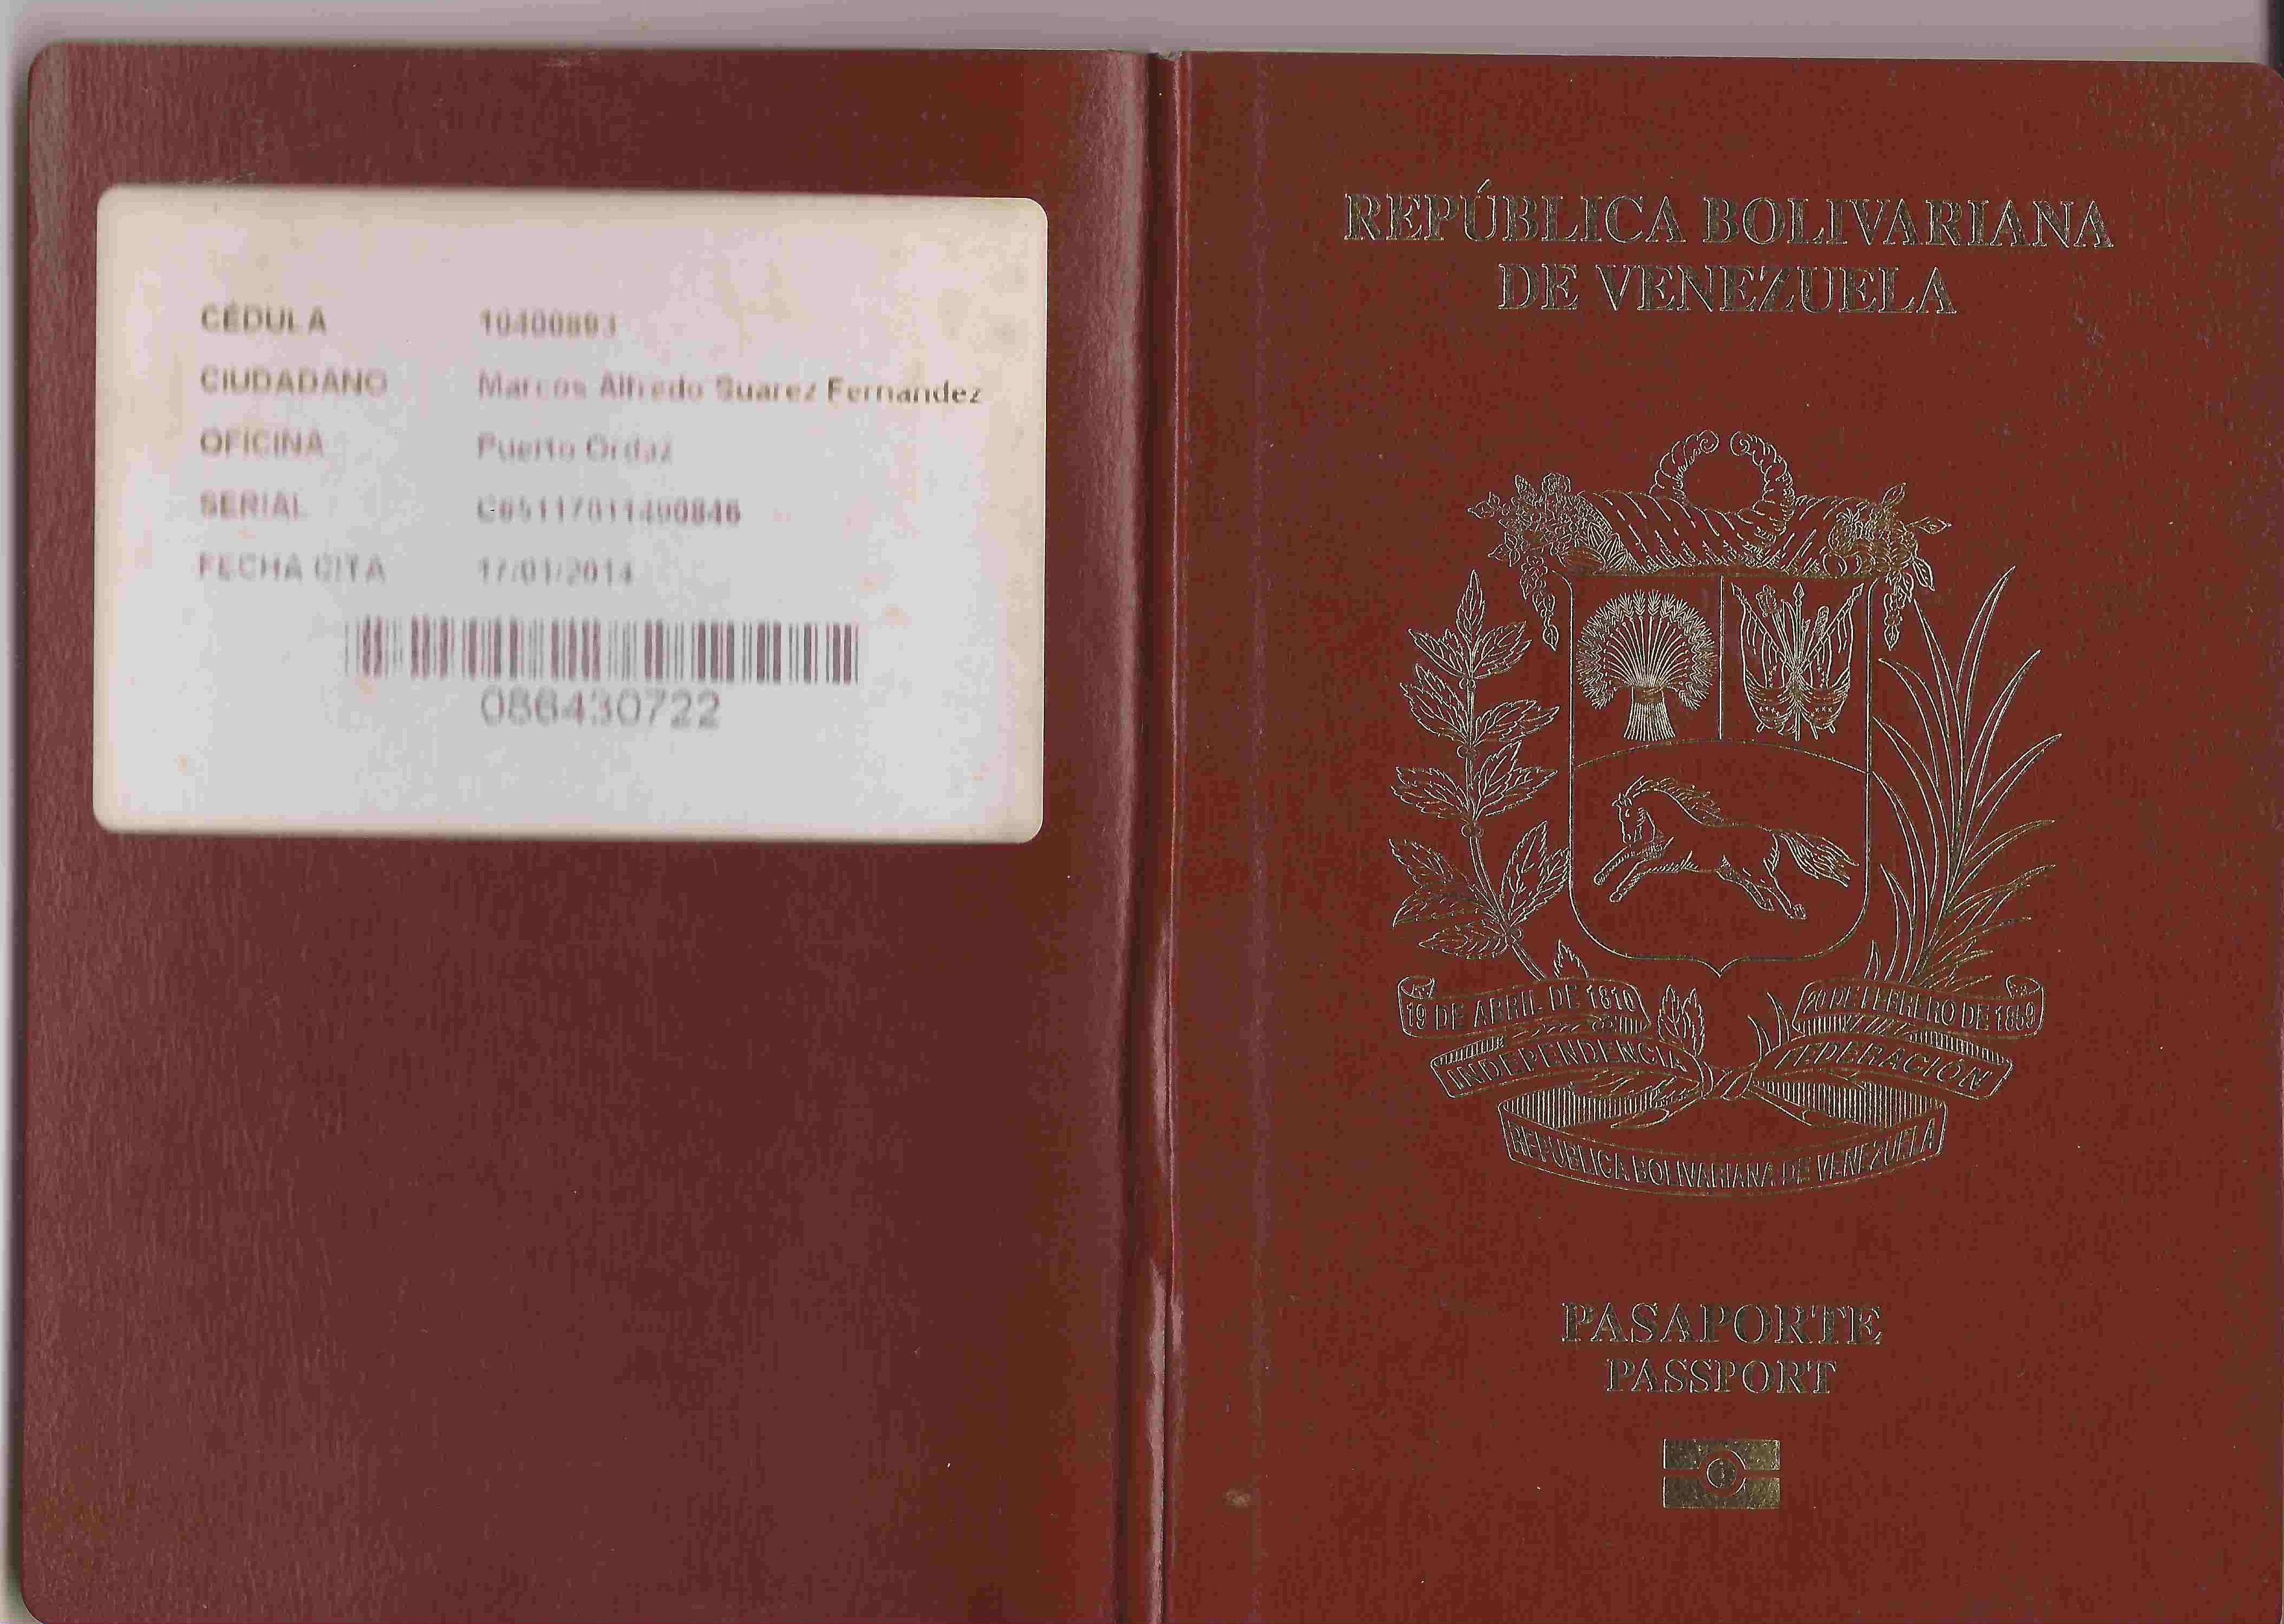 CÉDULA 10400893
CIUDADANO Marcos Alfredo Suarez Fernandez
OFICINA Puerto Ordaz
SERIAL
FECHA CITA 17/01/2014
086430722
REPÚBLICA BOLIVARIANA
DE VENEZUELA
19 DE ABRIL DE 1810
20 DE FEBRERO DE 1859
INDEPENDENCIA
FEDERACIÓN
REPÚBLICA BOLIVARIANA DE VENEZUELA
PASAPORTE
PASSPORT